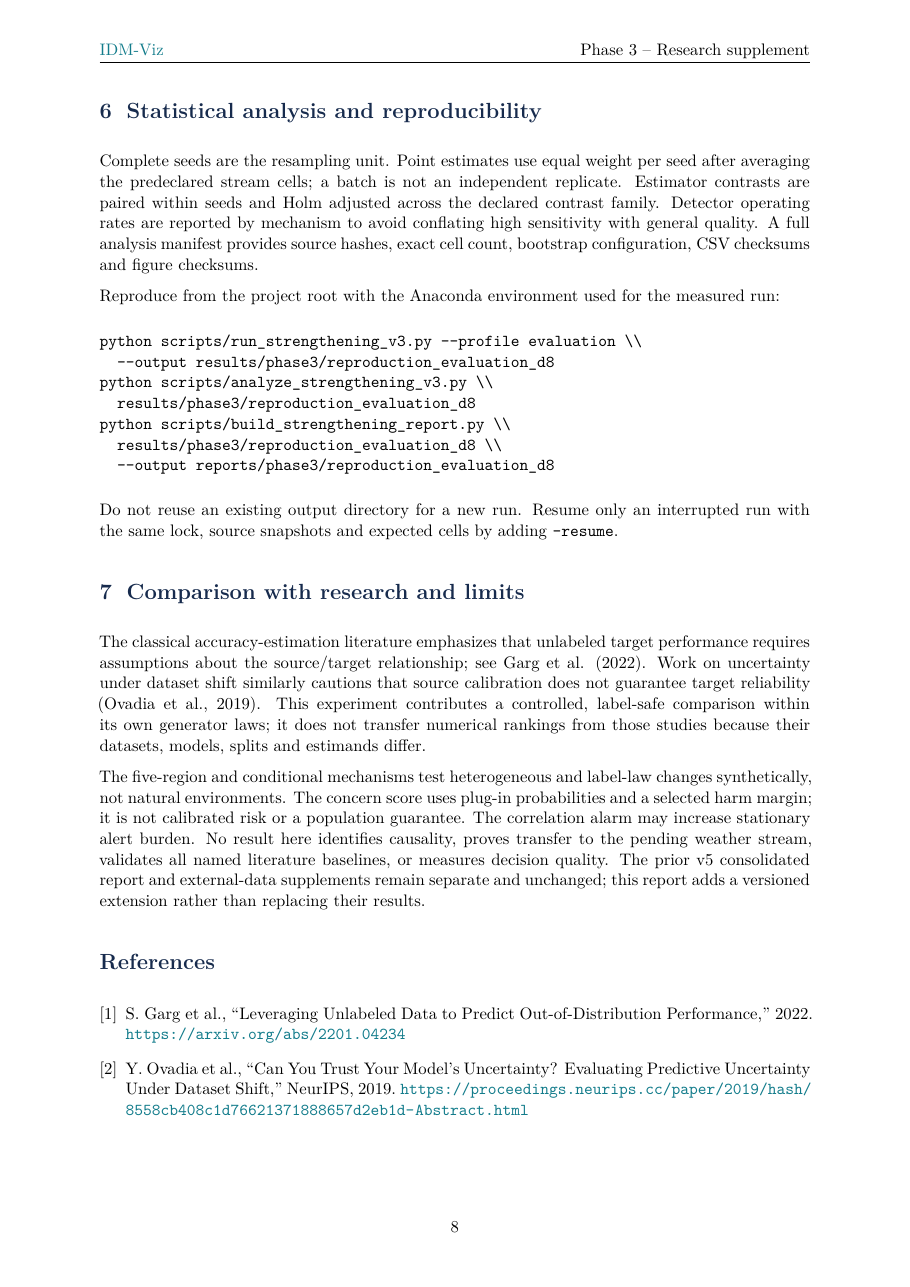 IDM-Viz Phase 3 – Research supplement
6 Statistical analysis and reproducibility
Complete seeds are the resampling unit. Point estimates use equal weight per seed after averaging
the predeclared stream cells; a batch is not an independent replicate. Estimator contrasts are
paired within seeds and Holm adjusted across the declared contrast family. Detector operating
rates are reported by mechanism to avoid conflating high sensitivity with general quality. A full
analysis manifest provides source hashes, exact cell count, bootstrap configuration, CSV checksums
and figure checksums.
Reproduce from the project root with the Anaconda environment used for the measured run:
python scripts/run_strengthening_v3.py --profile evaluation \\
--output results/phase3/reproduction_evaluation_d8
python scripts/analyze_strengthening_v3.py \\
results/phase3/reproduction_evaluation_d8
python scripts/build_strengthening_report.py \\
results/phase3/reproduction_evaluation_d8 \\
--output reports/phase3/reproduction_evaluation_d8
Do not reuse an existing output directory for a new run. Resume only an interrupted run with
the same lock, source snapshots and expected cells by adding -resume.
7 Comparison with research and limits
The classical accuracy-estimation literature emphasizes that unlabeled target performance requires
assumptions about the source/target relationship; see Garg et al. (2022). Work on uncertainty
under dataset shift similarly cautions that source calibration does not guarantee target reliability
(Ovadia et al., 2019). This experiment contributes a controlled, label-safe comparison within
its own generator laws; it does not transfer numerical rankings from those studies because their
datasets, models, splits and estimands differ.
The five-region and conditional mechanisms test heterogeneous and label-law changes synthetically,
not natural environments. The concern score uses plug-in probabilities and a selected harm margin;
it is not calibrated risk or a population guarantee. The correlation alarm may increase stationary
alert burden. No result here identifies causality, proves transfer to the pending weather stream,
validates all named literature baselines, or measures decision quality. The prior v5 consolidated
report and external-data supplements remain separate and unchanged; this report adds a versioned
extension rather than replacing their results.
References
[1] S. Garg et al., “Leveraging Unlabeled Data to Predict Out-of-Distribution Performance,” 2022.
https://arxiv.org/abs/2201.04234
[2] Y. Ovadia et al., “Can You Trust Your Model’s Uncertainty? Evaluating Predictive Uncertainty
Under Dataset Shift,” NeurIPS, 2019. https://proceedings.neurips.cc/paper/2019/hash/
8558cb408c1d76621371888657d2eb1d-Abstract.html
8